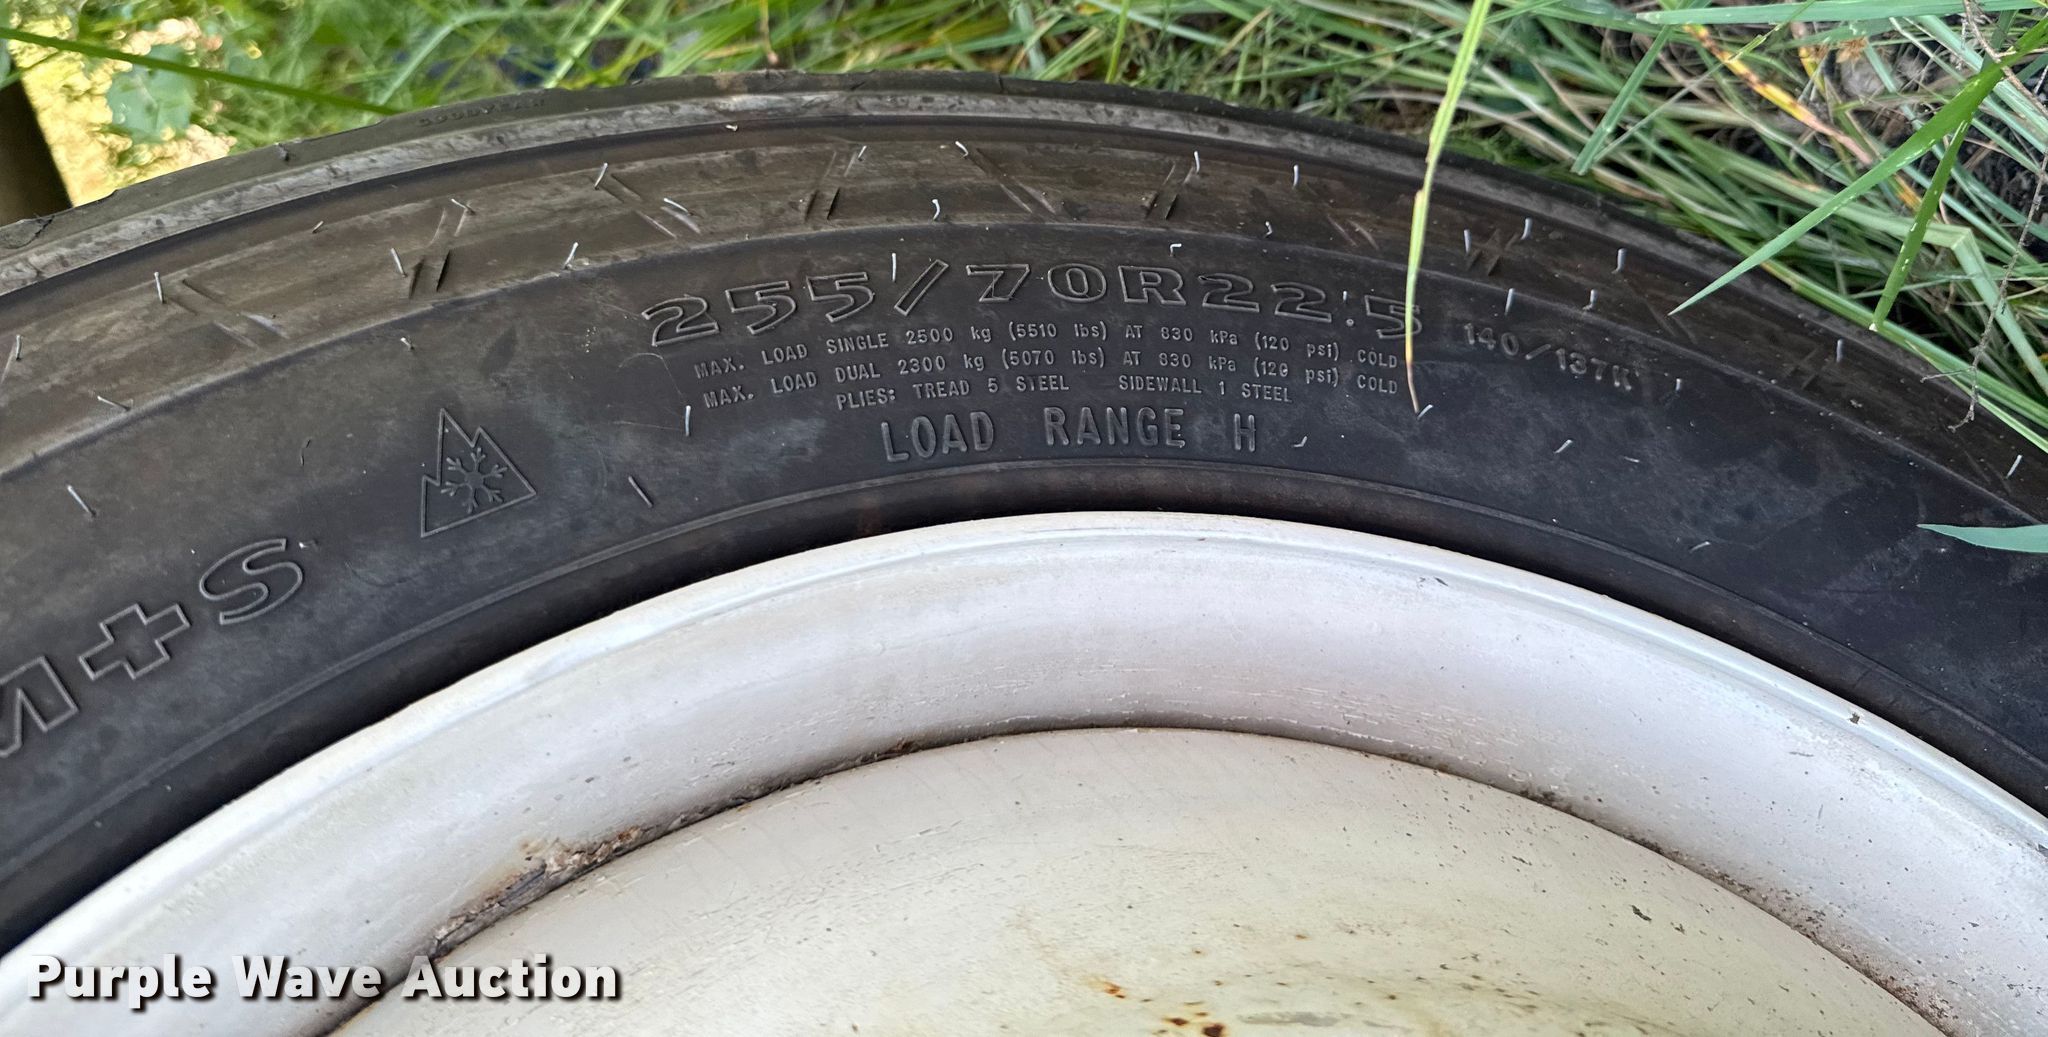 255/70R22.5
140/137K
MAX. LOAD SINGLE 2500 kg (5510 lbs) AT 830 kPa (120 psi) COLD
MAX. LOAD DUAL 2300 kg (5070 lbs) AT 830 kPa (120 psi) COLD
PLIES: TREAD 5 STEEL SIDEWALL 1 STEEL
LOAD RANGE H
M+S
Purple Wave Auction